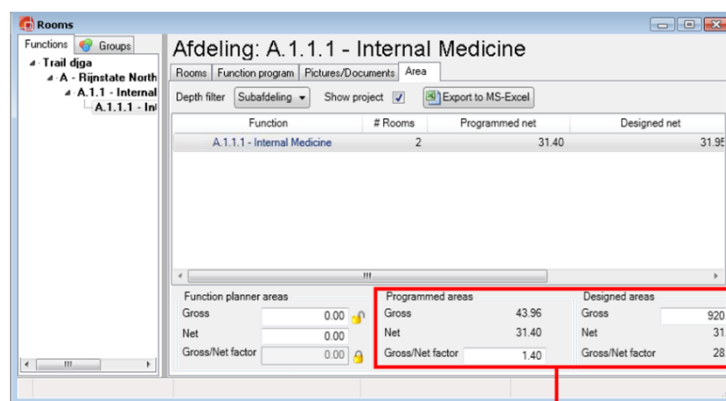 Rooms
Functions Groups
Trail djga
A - Rijnstate North
A.1.1 - Internal
A.1.1.1 - Int
Afdeling: A.1.1.1 - Internal Medicine
Rooms Function program Pictures/Documents Area
Depth filter Subafdeling Show project Export to MS-Excel
Function # Rooms Programmed net Designed net
A.1.1.1 - Internal Medicine 2 31.40 31.95
Function planner areas Programmed areas Designed areas
Gross 0.00 Gross 43.96 Gross 920
Net 0.00 Net 31.40 Net 31.
Gross/Net factor 0.00 Gross/Net factor 1.40 Gross/Net factor 28